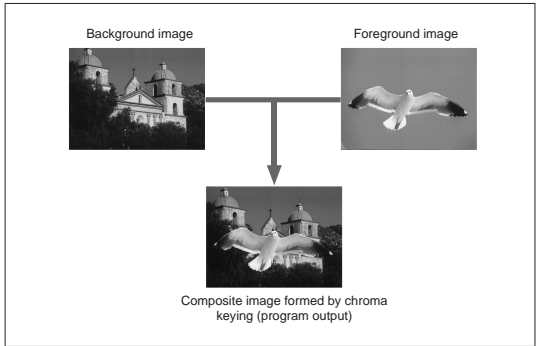 Background image
Foreground image
Composite image formed by chroma
keying (program output)